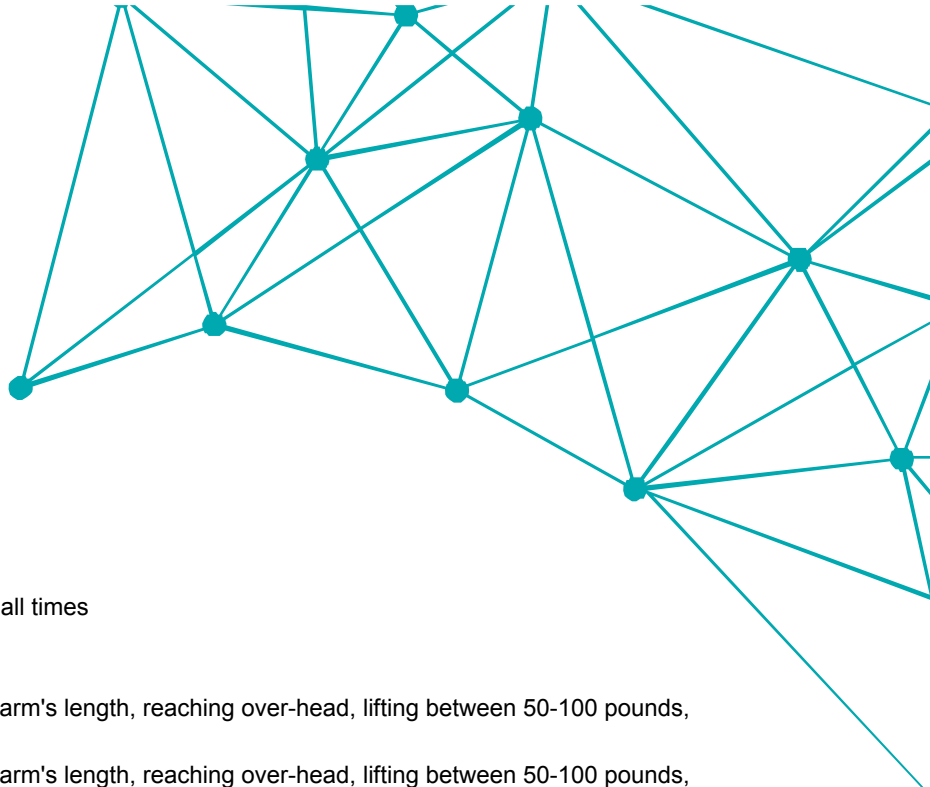 all times
arm's length, reaching over-head, lifting between 50-100 pounds,
arm's length, reaching over-head, lifting between 50-100 pounds,